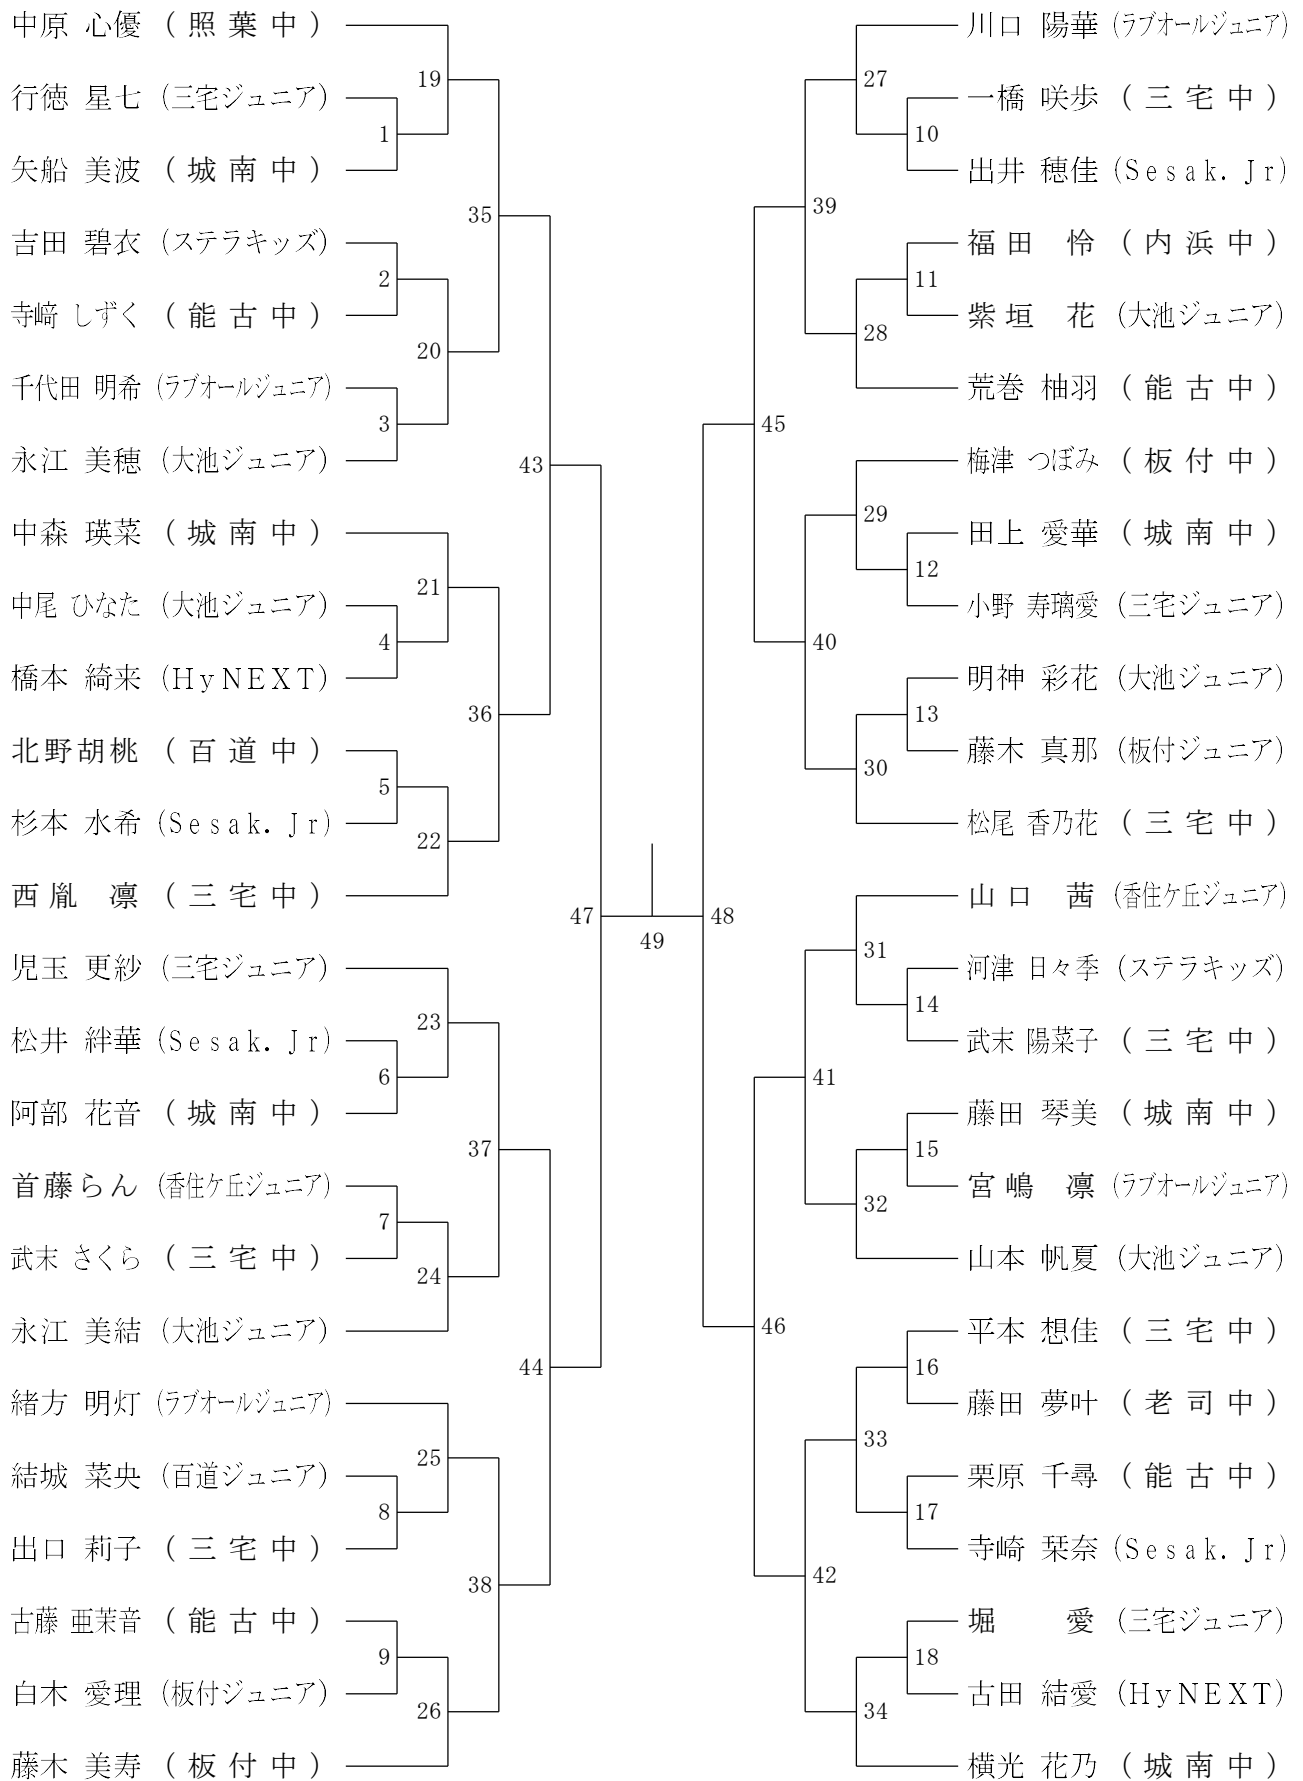 中原 心優 (照葉中)
19
行徳 星七 (三宅ジュニア)
1
矢船 美波 (城南中)
35
吉田 碧衣 (ステラキッズ)
2
寺﨑 しずく (能古中)
20
千代田 明希 (ラブオールジュニア)
3
永江 美穂 (大池ジュニア)
43
中森 瑛菜 (城南中)
21
中尾 ひなた (大池ジュニア)
4
橋本 綺来 (HyNEXT)
36
北野胡桃 (百道中)
5
杉本 水希 (Sesak.Jr)
22
西胤 凛 (三宅中)
47
児玉 更紗 (三宅ジュニア)
23
松井 絆華 (Sesak.Jr)
6
阿部 花音 (城南中)
37
首藤らん (香住ケ丘ジュニア)
7
武末 さくら (三宅中)
24
永江 美結 (大池ジュニア)
44
緒方 明灯 (ラブオールジュニア)
25
結城 菜央 (百道ジュニア)
8
出口 莉子 (三宅中)
38
古藤 亜茉音 (能古中)
9
白木 愛理 (板付ジュニア)
26
藤木 美寿 (板付中)
49
川口 陽華 (ラブオールジュニア)
27
一橋 咲歩 (三宅中)
10
出井 穂佳 (Sesak.Jr)
39
福田 怜 (内浜中)
11
紫垣 花 (大池ジュニア)
28
荒巻 柚羽 (能古中)
45
梅津 つぼみ (板付中)
29
田上 愛華 (城南中)
12
小野 寿璃愛 (三宅ジュニア)
40
明神 彩花 (大池ジュニア)
13
藤木 真那 (板付ジュニア)
30
松尾 香乃花 (三宅中)
48
山口 茜 (香住ケ丘ジュニア)
31
河津 日々季 (ステラキッズ)
14
武末 陽菜子 (三宅中)
41
藤田 琴美 (城南中)
15
宮嶋 凛 (ラブオールジュニア)
32
山本 帆夏 (大池ジュニア)
46
平本 想佳 (三宅中)
16
藤田 夢叶 (老司中)
33
栗原 千尋 (能古中)
17
寺崎 栞奈 (Sesak.Jr)
42
堀 愛 (三宅ジュニア)
18
古田 結愛 (HyNEXT)
34
横光 花乃 (城南中)